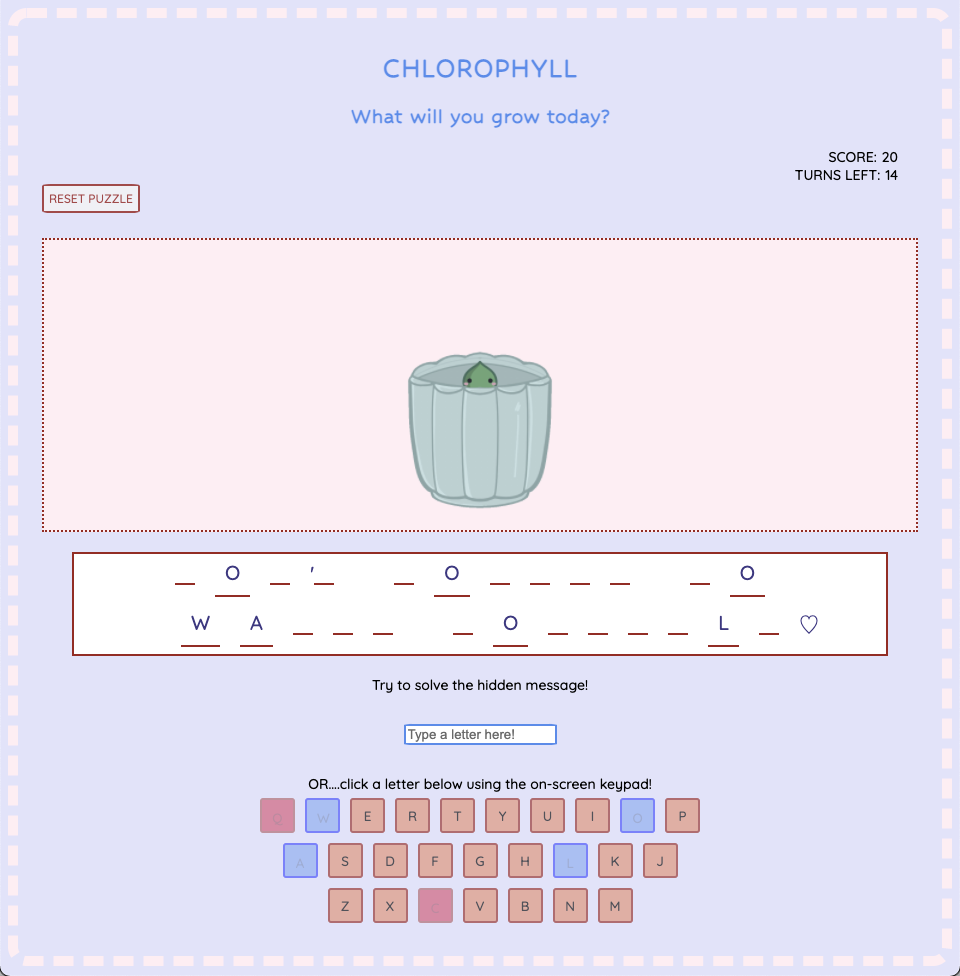 CHLOROPHYLL
What will you grow today?
SCORE: 20
TURNS LEFT: 14
RESET PUZZLE
_ O _ '_ _ O _ _ _ _ _ O
W A _ _ _ _ O _ _ _ _ L _ ♡
Try to solve the hidden message!
Type a letter here!
OR....click a letter below using the on-screen keypad!
Q W E R T Y U I O P
A S D F G H L K J
Z X C V B N M